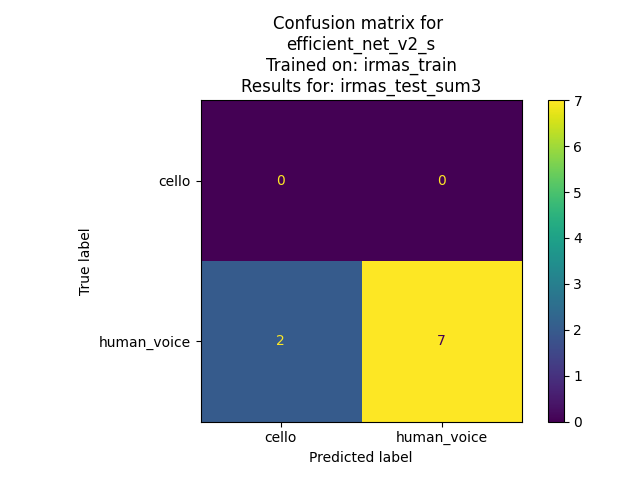 Confusion matrix for
efficient_net_v2_s
Trained on: irmas_train
Results for: irmas_test_sum3
True label
cello
human_voice
0 0
2 7
cello human_voice
Predicted label
7
6
5
4
3
2
1
0